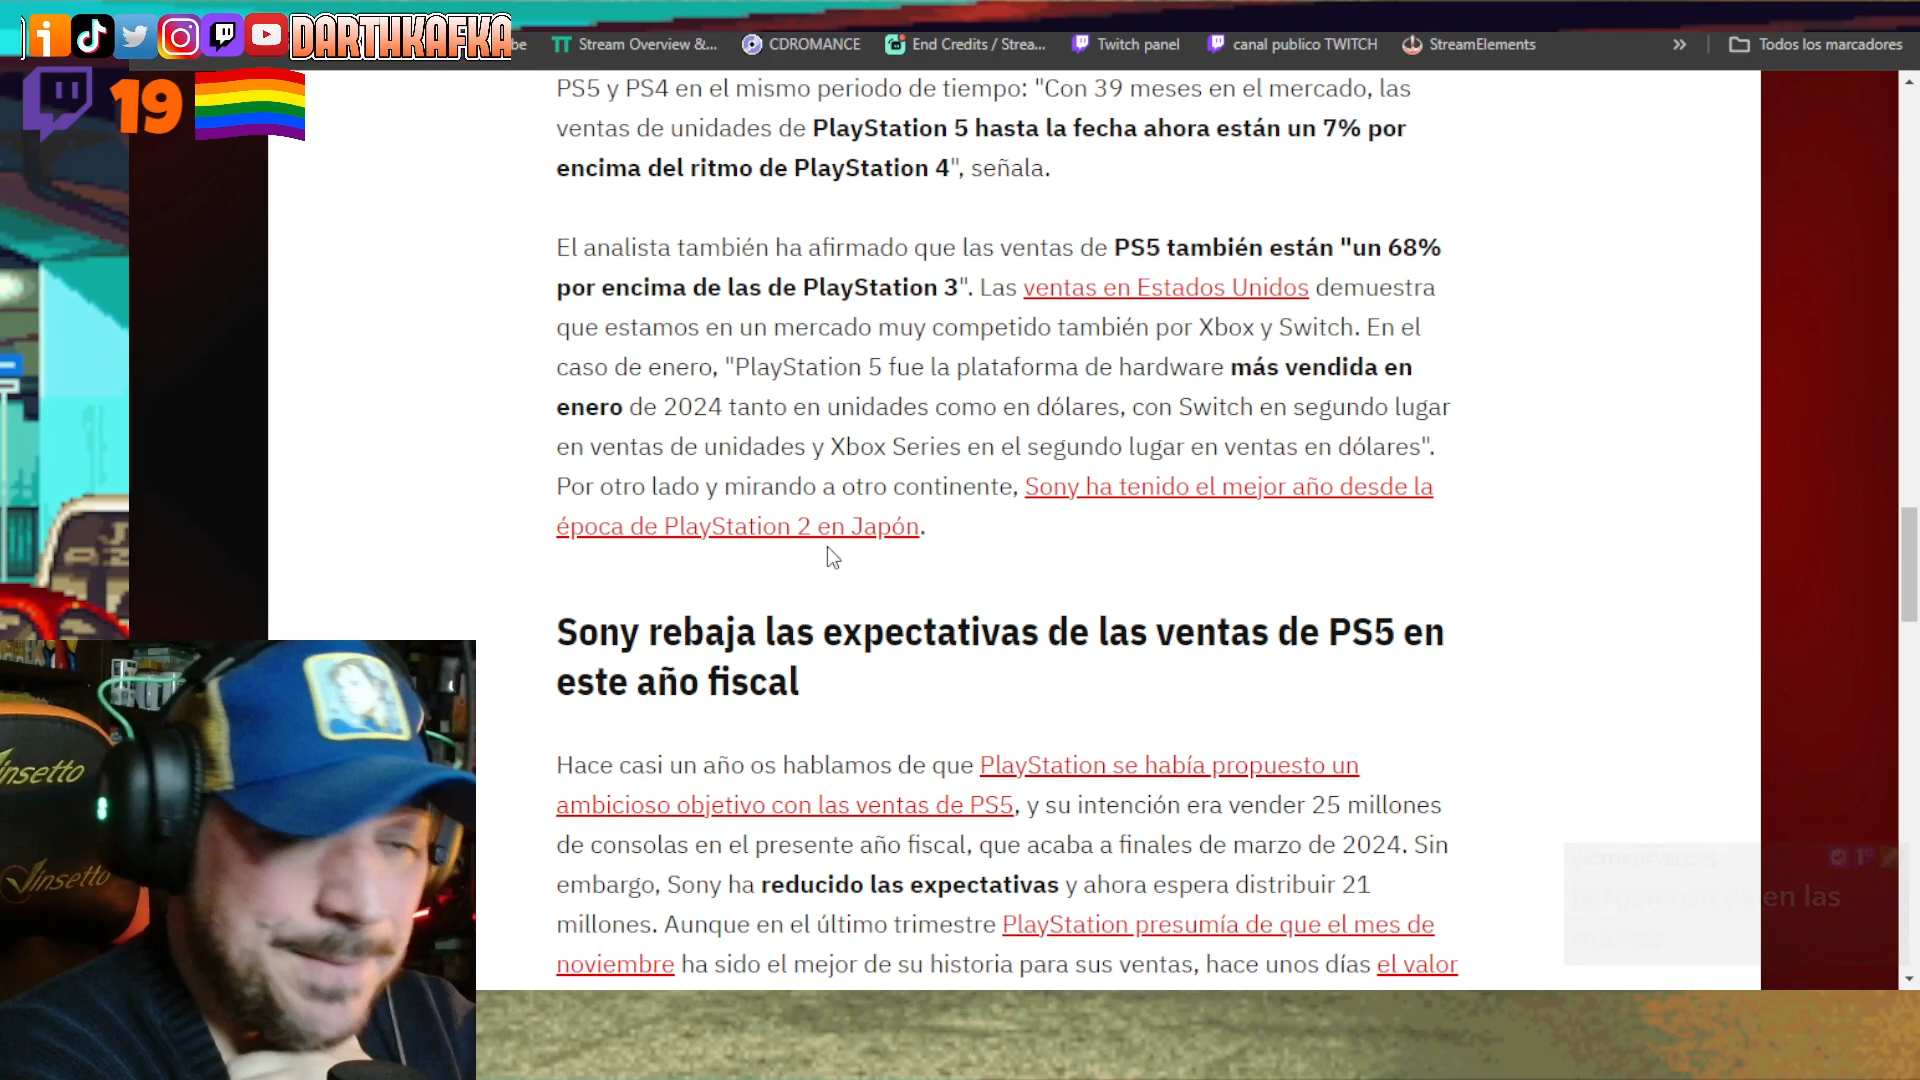 DARTHKAFKA
be
Stream Overview &...
CDROMANCE
End Credits / Strea...
Twitch panel
canal publico TWITCH
StreamElements
»
Todos los marcadores
19
PS5 y PS4 en el mismo periodo de tiempo: "Con 39 meses en el mercado, las
ventas de unidades de PlayStation 5 hasta la fecha ahora están un 7% por
encima del ritmo de PlayStation 4", señala.
El analista también ha afirmado que las ventas de PS5 también están "un 68%
por encima de las de PlayStation 3". Las ventas en Estados Unidos demuestra
que estamos en un mercado muy competido también por Xbox y Switch. En el
caso de enero, "PlayStation 5 fue la plataforma de hardware más vendida en
enero de 2024 tanto en unidades como en dólares, con Switch en segundo lugar
en ventas de unidades y Xbox Series en el segundo lugar en ventas en dólares".
Por otro lado y mirando a otro continente, Sony ha tenido el mejor año desde la
época de PlayStation 2 en Japón.
Sony rebaja las expectativas de las ventas de PS5 en
este año fiscal
Hace casi un año os hablamos de que PlayStation se había propuesto un
ambicioso objetivo con las ventas de PS5, y su intención era vender 25 millones
de consolas en el presente año fiscal, que acaba a finales de marzo de 2024. Sin
embargo, Sony ha reducido las expectativas y ahora espera distribuir 21
millones. Aunque en el último trimestre PlayStation presumía de que el mes de
noviembre ha sido el mejor de su historia para sus ventas, hace unos días el valor
en las
insetto
Vinsetto